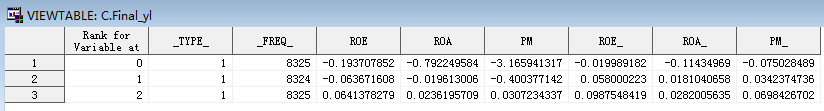 VIEWTABLE: C.Final_yl
Rank for Variable at _TYPE_ _FREQ_ ROE ROA PM ROE_ ROA_ PM_
1 0 1 8325 -0.193707852 -0.792249584 -3.165941317 -0.019989182 -0.11434969 -0.075028489
2 1 1 8324 -0.063671608 -0.019613006 -0.400377142 0.058000223 0.0181040658 0.0342374736
3 2 1 8325 0.0641378279 0.0236195709 0.0307234337 0.0987548419 0.0282005635 0.0698426702